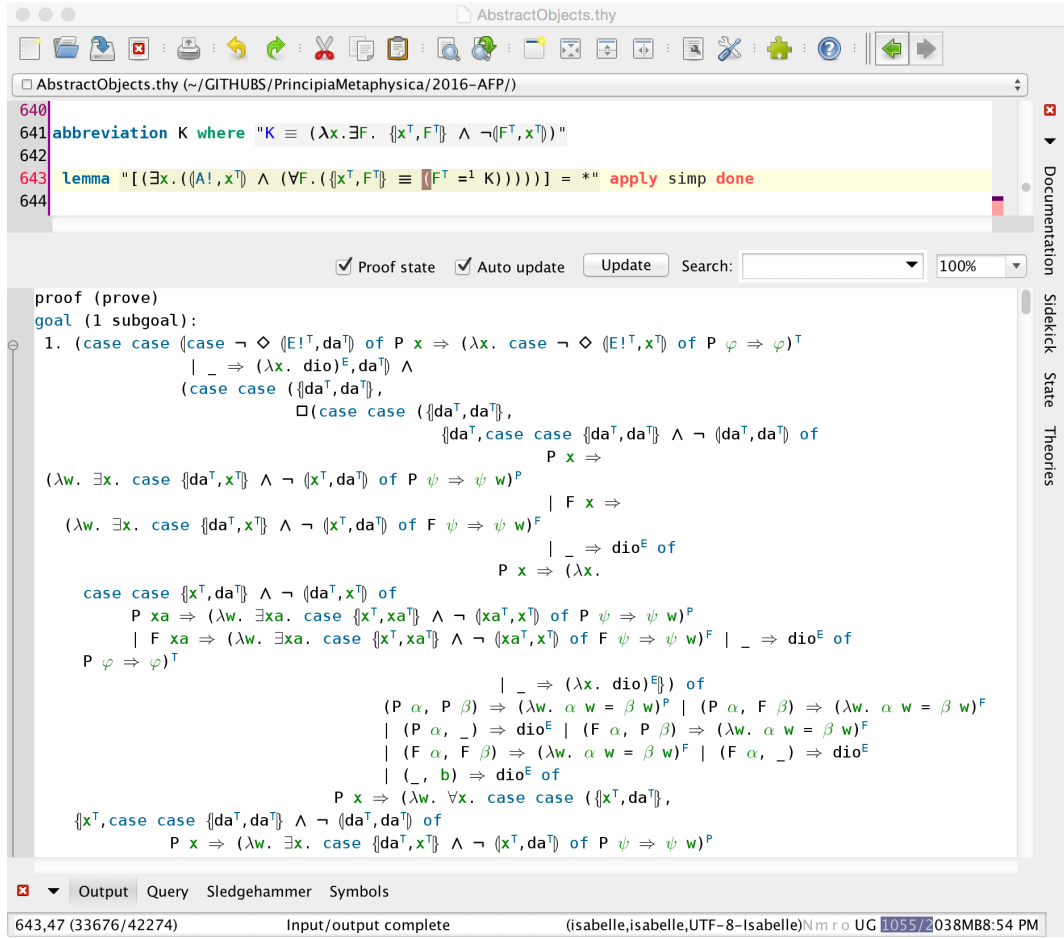 AbstractObjects.thy
AbstractObjects.thy (~/GITHUBS/PrincipiaMetaphysica/2016-AFP/)
640
641 abbreviation K where "K ≡ (λx.∃F. ⦃xᵀ,Fᵀ⦄ ∧ ¬⦇Fᵀ,xᵀ⦈)"
642
643 lemma "[(∃x.(⦇A!,xᵀ⦈ ∧ (∀F.(⦃xᵀ,Fᵀ⦄ ≡ (Fᵀ =¹ K)))))] = *" apply simp done
644
Proof state Auto update Update Search: 100%
proof (prove)
goal (1 subgoal):
1. (case case ⦇case ¬ ◇ ⦇E!ᵀ,daᵀ⦈ of P x ⇒ (λx. case ¬ ◇ ⦇E!ᵀ,xᵀ⦈ of P φ ⇒ φ)ᵀ
| _ ⇒ (λx. dio)ᴱ,daᵀ⦈ ∧
(case case (⦃daᵀ,daᵀ⦄,
□(case case (⦃daᵀ,daᵀ⦄,
⦃daᵀ,case case ⦃daᵀ,daᵀ⦄ ∧ ¬ ⦇daᵀ,daᵀ⦈ of
P x ⇒
(λw. ∃x. case ⦃daᵀ,xᵀ⦄ ∧ ¬ ⦇xᵀ,daᵀ⦈ of P ψ ⇒ ψ w)ᴾ
| F x ⇒
(λw. ∃x. case ⦃daᵀ,xᵀ⦄ ∧ ¬ ⦇xᵀ,daᵀ⦈ of F ψ ⇒ ψ w)ᶠ
| _ ⇒ dioᴱ of
P x ⇒ (λx.
case case ⦃xᵀ,daᵀ⦄ ∧ ¬ ⦇daᵀ,xᵀ⦈ of
P xa ⇒ (λw. ∃xa. case ⦃xᵀ,xaᵀ⦄ ∧ ¬ ⦇xaᵀ,xᵀ⦈ of P ψ ⇒ ψ w)ᴾ
| F xa ⇒ (λw. ∃xa. case ⦃xᵀ,xaᵀ⦄ ∧ ¬ ⦇xaᵀ,xᵀ⦈ of F ψ ⇒ ψ w)ᶠ | _ ⇒ dioᴱ of
P φ ⇒ φ)ᵀ
| _ ⇒ (λx. dio)ᴱ⦄) of
(P α, P β) ⇒ (λw. α w = β w)ᴾ | (P α, F β) ⇒ (λw. α w = β w)ᶠ
| (P α, _) ⇒ dioᴱ | (F α, P β) ⇒ (λw. α w = β w)ᶠ
| (F α, F β) ⇒ (λw. α w = β w)ᶠ | (F α, _) ⇒ dioᴱ
| (_, b) ⇒ dioᴱ of
P x ⇒ (λw. ∀x. case case (⦃xᵀ,daᵀ⦄,
⦃xᵀ,case case ⦃daᵀ,daᵀ⦄ ∧ ¬ ⦇daᵀ,daᵀ⦈ of
P x ⇒ (λw. ∃x. case ⦃daᵀ,xᵀ⦄ ∧ ¬ ⦇xᵀ,daᵀ⦈ of P ψ ⇒ ψ w)ᴾ
Documentation
Sidekick
State
Theories
Output Query Sledgehammer Symbols
643,47 (33676/42274) Input/output complete (isabelle,isabelle,UTF-8-Isabelle)N m r o UG 1055/2038MB8:54 PM